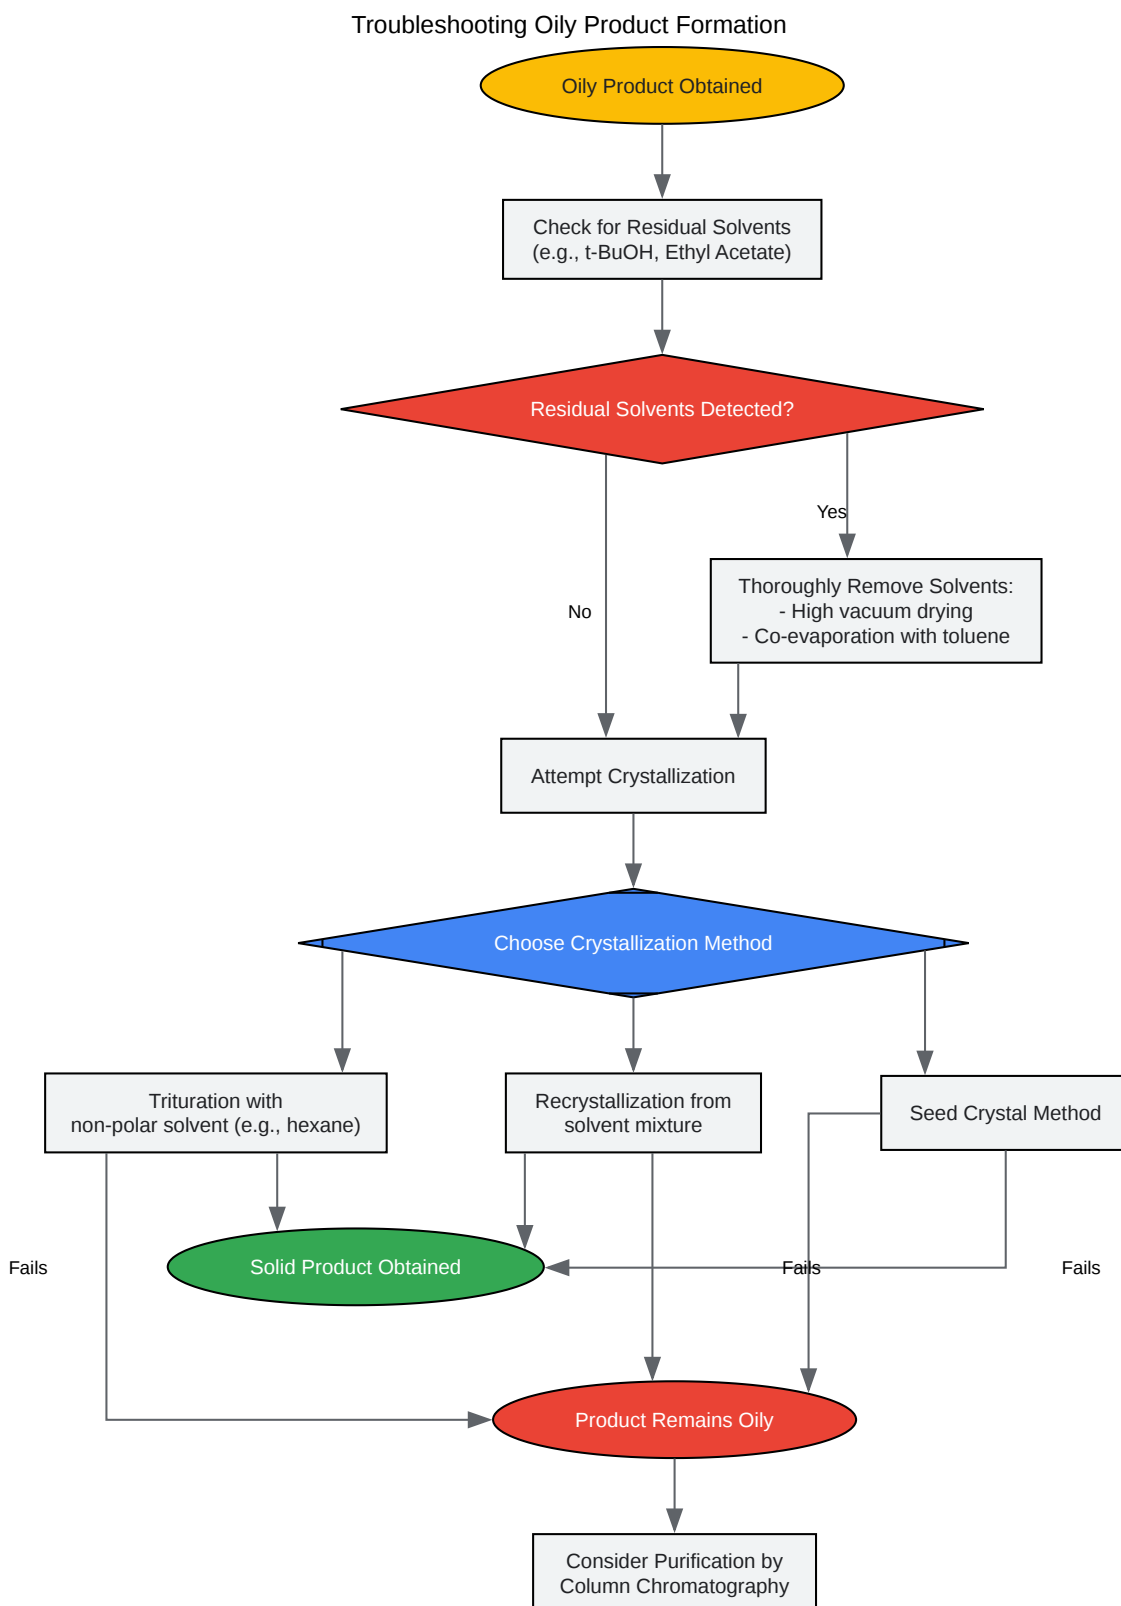 Troubleshooting Oily Product Formation
Oily Product Obtained
Check for Residual Solvents
(e.g., t-BuOH, Ethyl Acetate)
Residual Solvents Detected?
Yes
Thoroughly Remove Solvents:
- High vacuum drying
- Co-evaporation with toluene
No
Attempt Crystallization
Choose Crystallization Method
Trituration with
non-polar solvent (e.g., hexane)
Recrystallization from
solvent mixture
Seed Crystal Method
Fails
Solid Product Obtained
Fails
Fails
Product Remains Oily
Consider Purification by
Column Chromatography